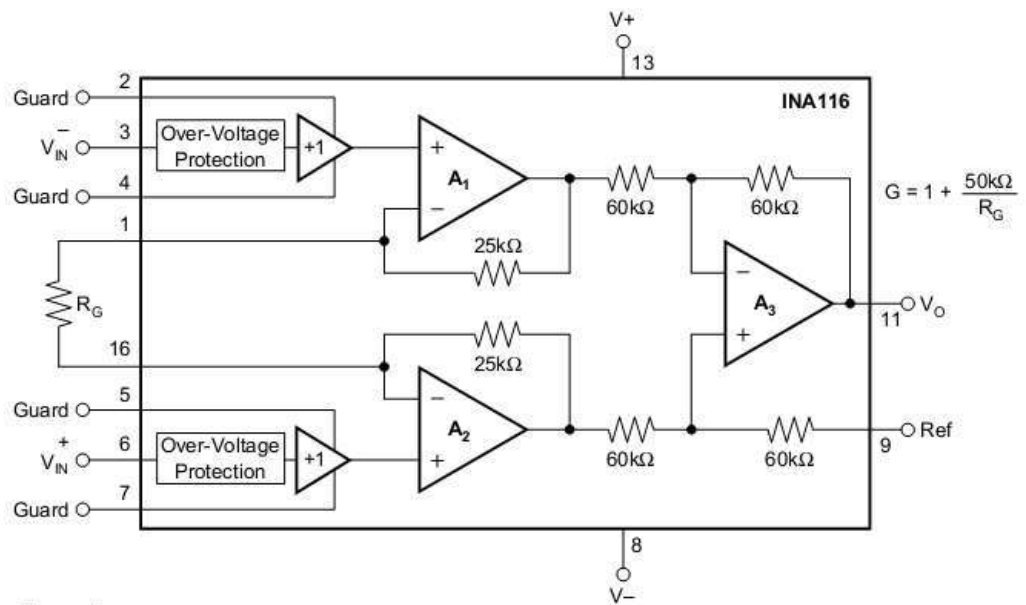 V+
13
INA116
2
Guard
3
V̅IN
Over-Voltage
Protection
+1
4
Guard
1
+
A1
−
25kΩ
60kΩ
60kΩ
G = 1 + 50kΩ
RG
RG
−
A3
+
11
VO
16
25kΩ
5
Guard
6
+
VIN
Over-Voltage
Protection
+1
7
Guard
−
A2
+
60kΩ
60kΩ
9
Ref
8
V−